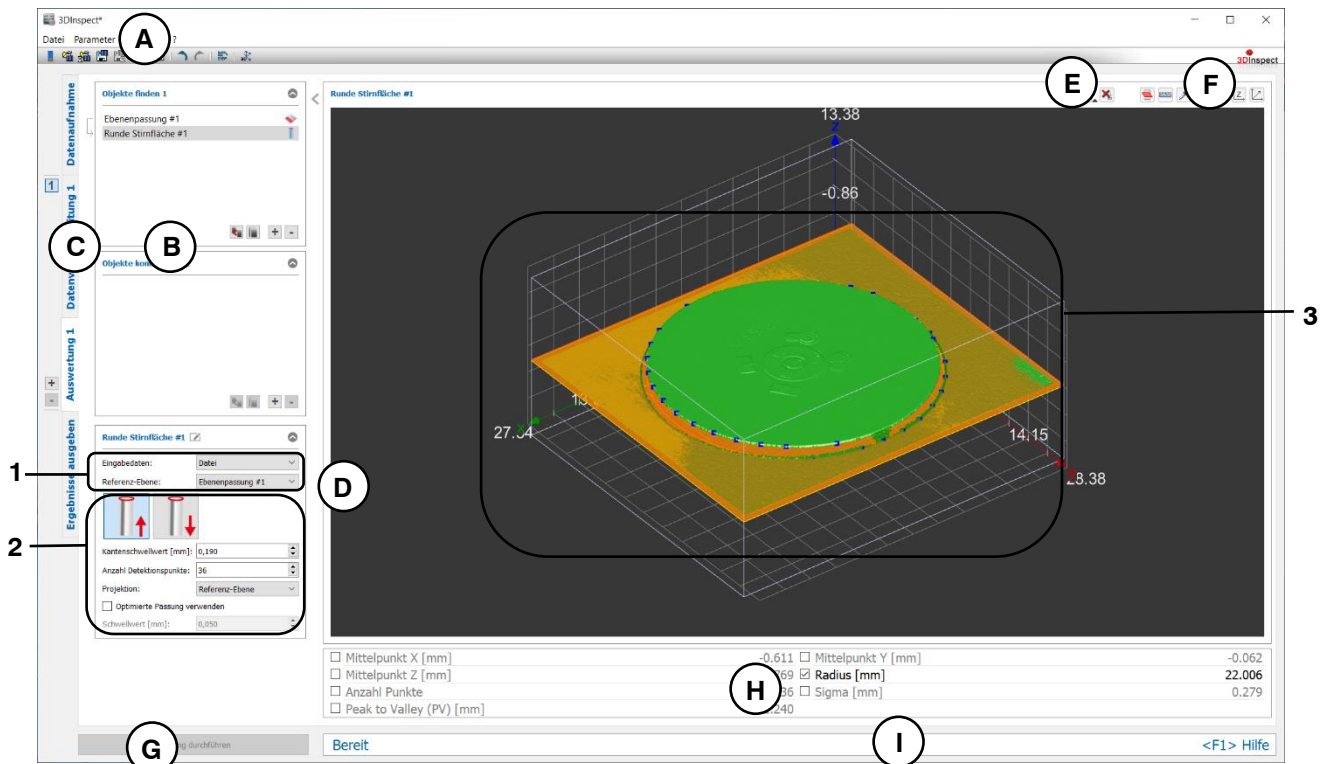 3DInspect*
Datei Parameter ?
A
3DInspect
E
F
Datenaufnahme
Objekte finden 1
Ebenenpassung #1
Runde Stirnfläche #1
1
+ -
C
B
+ -
Auswertung 1
+
-
Ergebnisse ausgeben
Runde Stirnfläche #1
1
Eingabedaten: Datei
Referenz-Ebene: Ebenenpassung #1
2
Kantenschwellwert [mm]: 0,190
Anzahl Detektionspunkte: 36
Projektion: Referenz-Ebene
Optimierte Passung verwenden
Schwellwert [mm]: 0,050
D
Runde Stirnfläche #1
13.38
Z
-0.86
3
14.15
28.38
Mittelpunkt X [mm] -0.611 Mittelpunkt Y [mm] -0.062
Mittelpunkt Z [mm] Radius [mm] 22.006
Anzahl Punkte Sigma [mm] 0.279
Peak to Valley (PV) [mm]
H
G
durchführen
Bereit
I
<F1> Hilfe